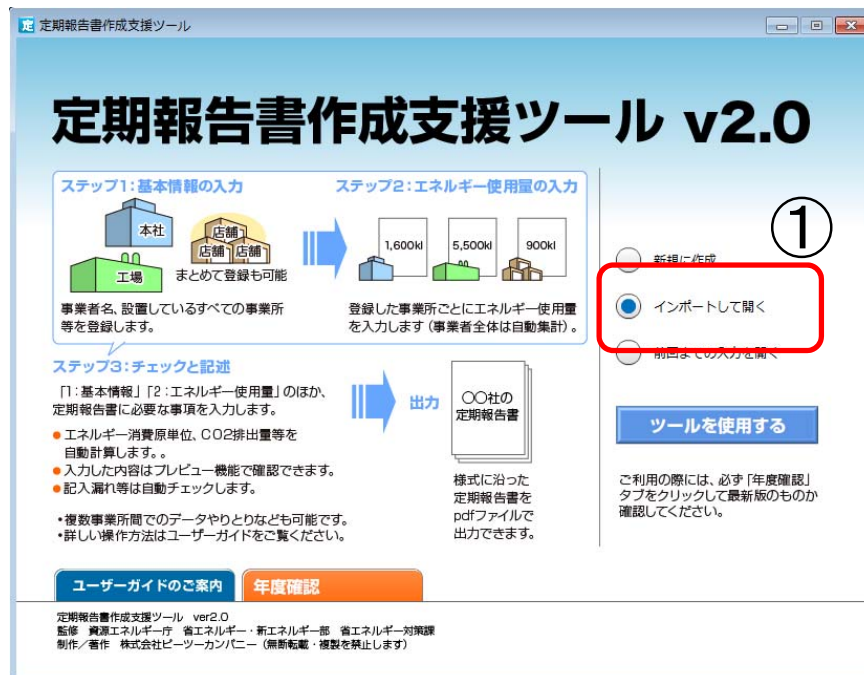 定期報告書作成支援ツール
定期報告書作成支援ツール v2.0
ステップ1:基本情報の入力
ステップ2:エネルギー使用量の入力
本社
店舗
店舗 店舗
工場
まとめて登録も可能
1,600kl
5,500kl
900kl
事業者名、設置しているすべての事業所
等を登録します。
登録した事業所ごとにエネルギー使用量
を入力します(事業者全体は自動集計)。
①
新規に作成
インポートして開く
前回までの入力を開く
ツールを使用する
ご利用の際には、必ず「年度確認」
タブをクリックして最新版のものか
確認してください。
ステップ3:チェックと記述
「1:基本情報」「2:エネルギー使用量」のほか、
定期報告書に必要な事項を入力します。
●エネルギー消費原単位、CO2排出量等を
自動計算します。。
●入力した内容はプレビュー機能で確認できます。
●記入漏れ等は自動チェックします。
・複数事業所間でのデータやりとりなども可能です。
・詳しい操作方法はユーザーガイドをご覧ください。
出力
○○社の
定期報告書
様式に沿った
定期報告書を
pdfファイルで
出力できます。
ユーザーガイドのご案内
年度確認
定期報告書作成支援ツール ver2.0
監修 資源エネルギー庁 省エネルギー・新エネルギー部 省エネルギー対策課
制作/著作 株式会社ピーツーカンパニー(無断転載・複製を禁止します)